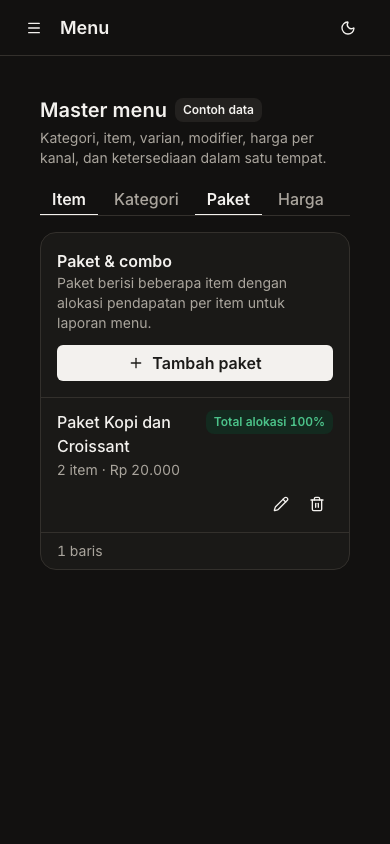 Menu
Master menu Contoh data
Kategori, item, varian, modifier, harga per
kanal, dan ketersediaan dalam satu tempat.
Item Kategori Paket Harga
Paket & combo
Paket berisi beberapa item dengan
alokasi pendapatan per item untuk
laporan menu.
Tambah paket
Paket Kopi dan Total alokasi 100%
Croissant
2 item · Rp 20.000
1 baris